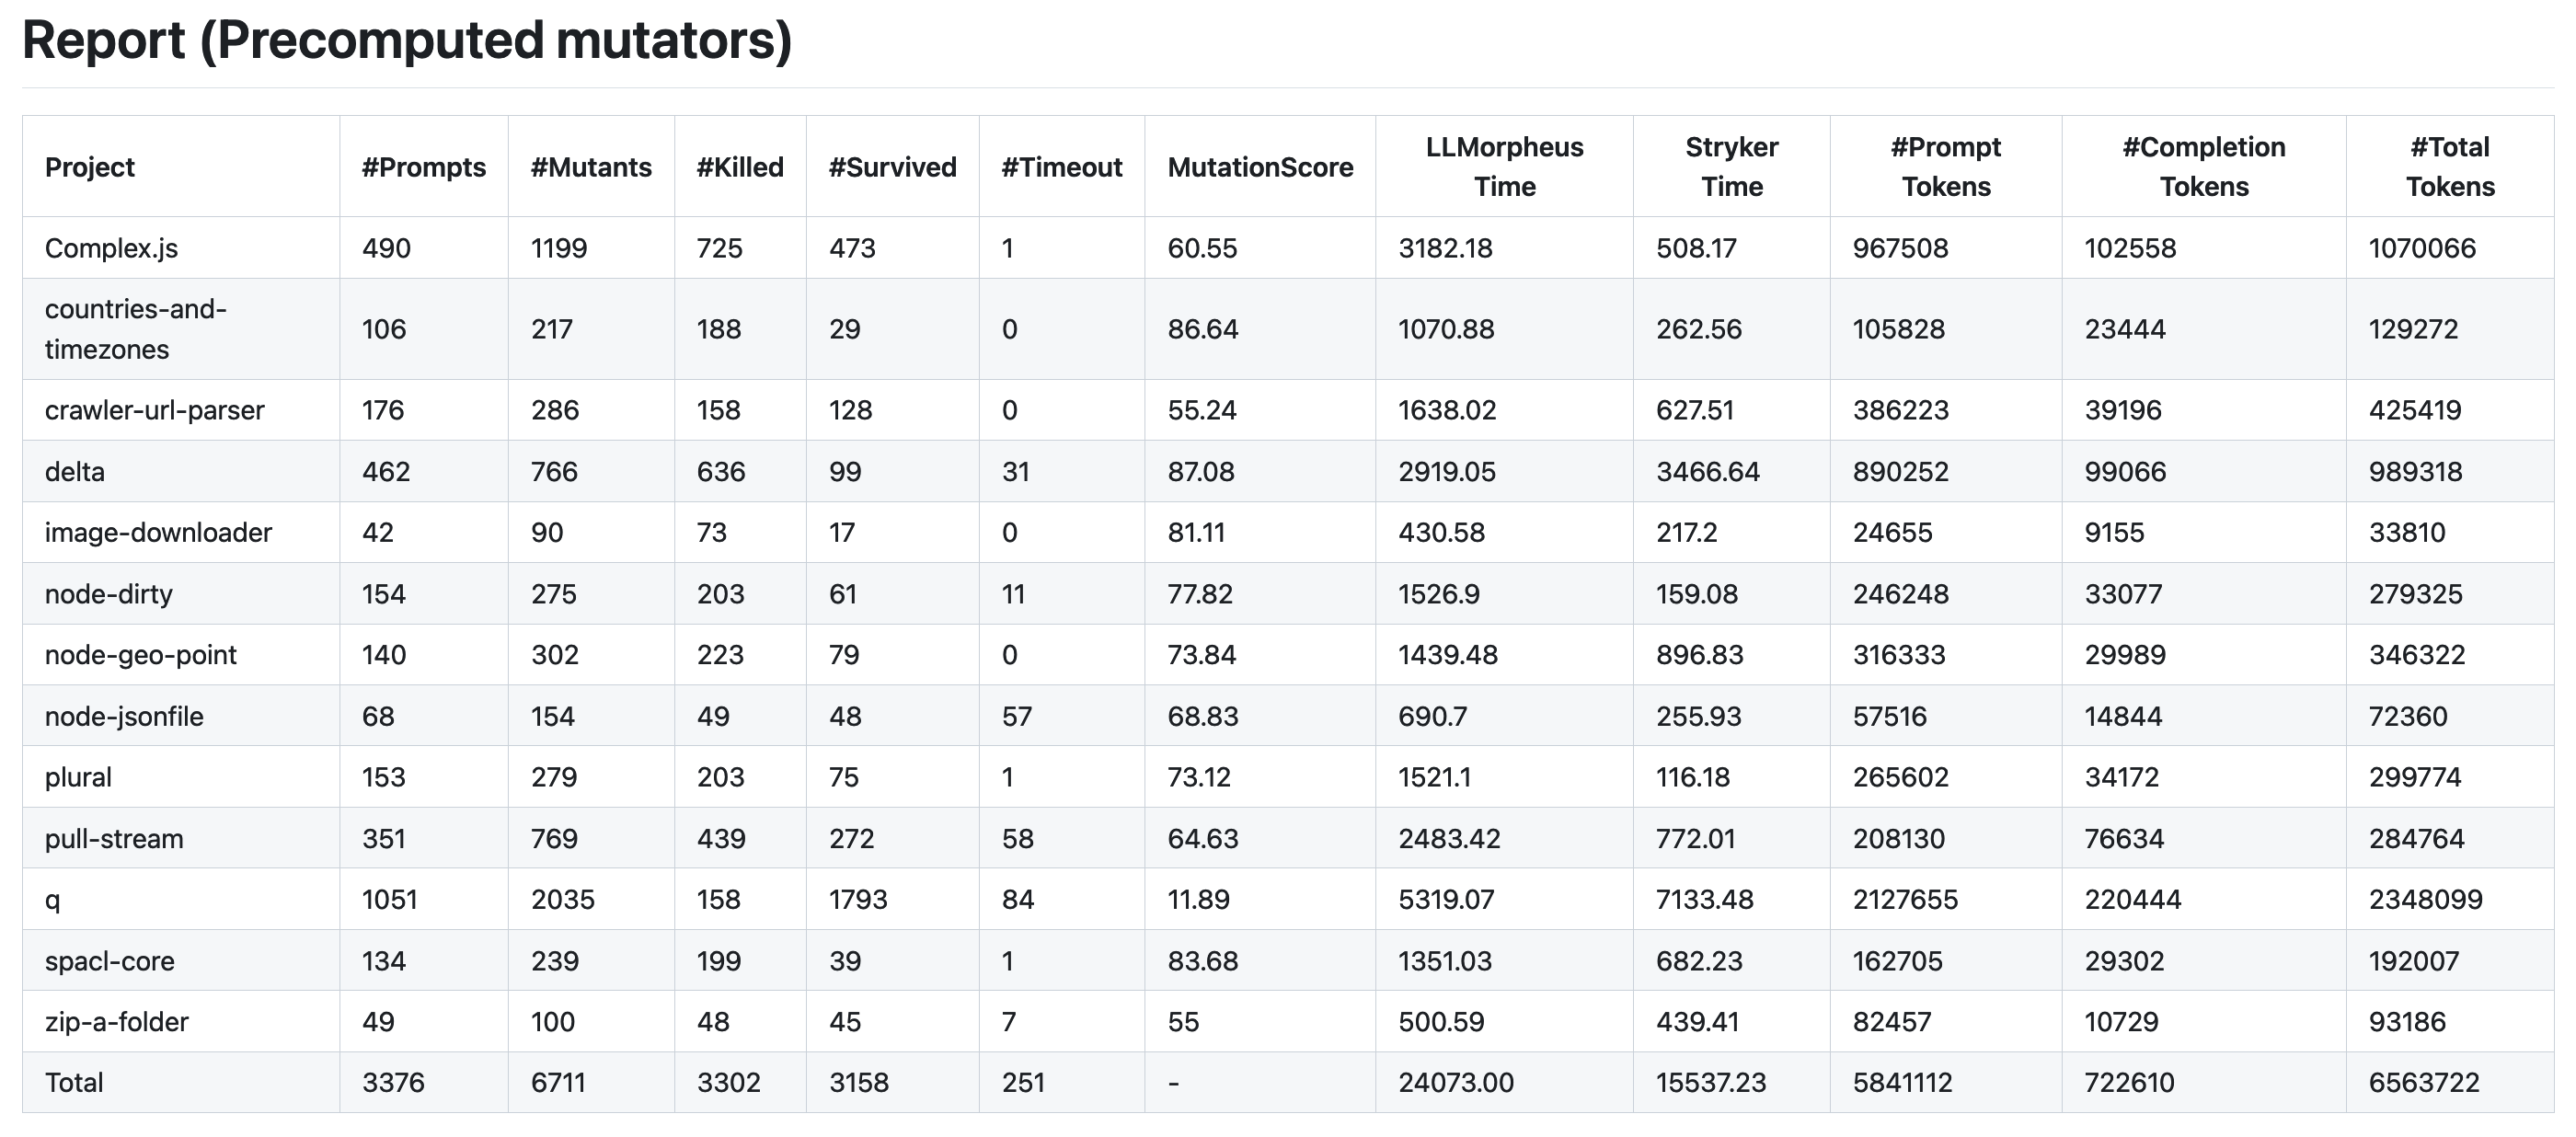 Report (Precomputed mutators)
Project #Prompts #Mutants #Killed #Survived #Timeout MutationScore LLMorpheus Time Stryker Time #Prompt Tokens #Completion Tokens #Total Tokens
Complex.js 490 1199 725 473 1 60.55 3182.18 508.17 967508 102558 1070066
countries-and-timezones 106 217 188 29 0 86.64 1070.88 262.56 105828 23444 129272
crawler-url-parser 176 286 158 128 0 55.24 1638.02 627.51 386223 39196 425419
delta 462 766 636 99 31 87.08 2919.05 3466.64 890252 99066 989318
image-downloader 42 90 73 17 0 81.11 430.58 217.2 24655 9155 33810
node-dirty 154 275 203 61 11 77.82 1526.9 159.08 246248 33077 279325
node-geo-point 140 302 223 79 0 73.84 1439.48 896.83 316333 29989 346322
node-jsonfile 68 154 49 48 57 68.83 690.7 255.93 57516 14844 72360
plural 153 279 203 75 1 73.12 1521.1 116.18 265602 34172 299774
pull-stream 351 769 439 272 58 64.63 2483.42 772.01 208130 76634 284764
q 1051 2035 158 1793 84 11.89 5319.07 7133.48 2127655 220444 2348099
spacl-core 134 239 199 39 1 83.68 1351.03 682.23 162705 29302 192007
zip-a-folder 49 100 48 45 7 55 500.59 439.41 82457 10729 93186
Total 3376 6711 3302 3158 251 - 24073.00 15537.23 5841112 722610 6563722